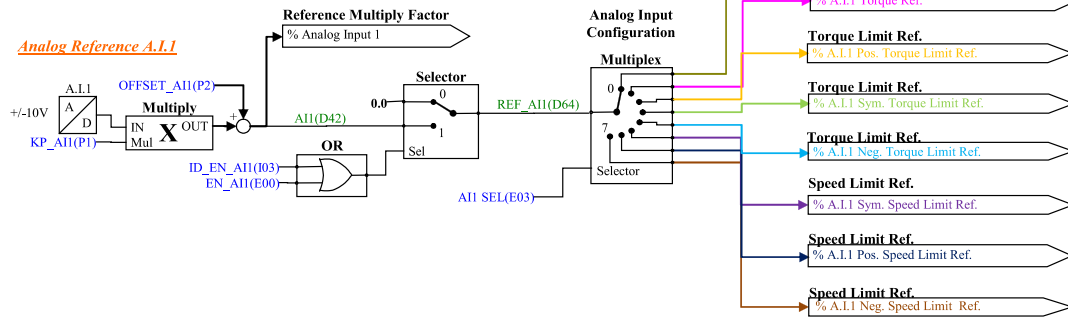 % A.I.1 Torque Ref.
Reference Multiply Factor
% Analog Input 1
Analog Input
Configuration
Analog Reference A.I.1
Torque Limit Ref.
% A.I.1 Pos. Torque Limit Ref.
Multiplex
Selector
OFFSET_AI1(P2)
A.I.1
A
D
+/-10V
Multiply
IN
X
OUT
Mul
KP_AI1(P1)
+
AI1(D42)
0.0
0
1
Sel
REF_AI1(D64)
0
7
Selector
Torque Limit Ref.
% A.I.1 Sym. Torque Limit Ref.
OR
ID_EN_AI1(I03)
EN_AI1(E00)
AI1 SEL(E03)
Torque Limit Ref.
% A.I.1 Neg. Torque Limit Ref.
Speed Limit Ref.
% A.I.1 Sym. Speed Limit Ref.
Speed Limit Ref.
% A.I.1 Pos. Speed Limit Ref.
Speed Limit Ref.
% A.I.1 Neg. Speed  Limit Ref.